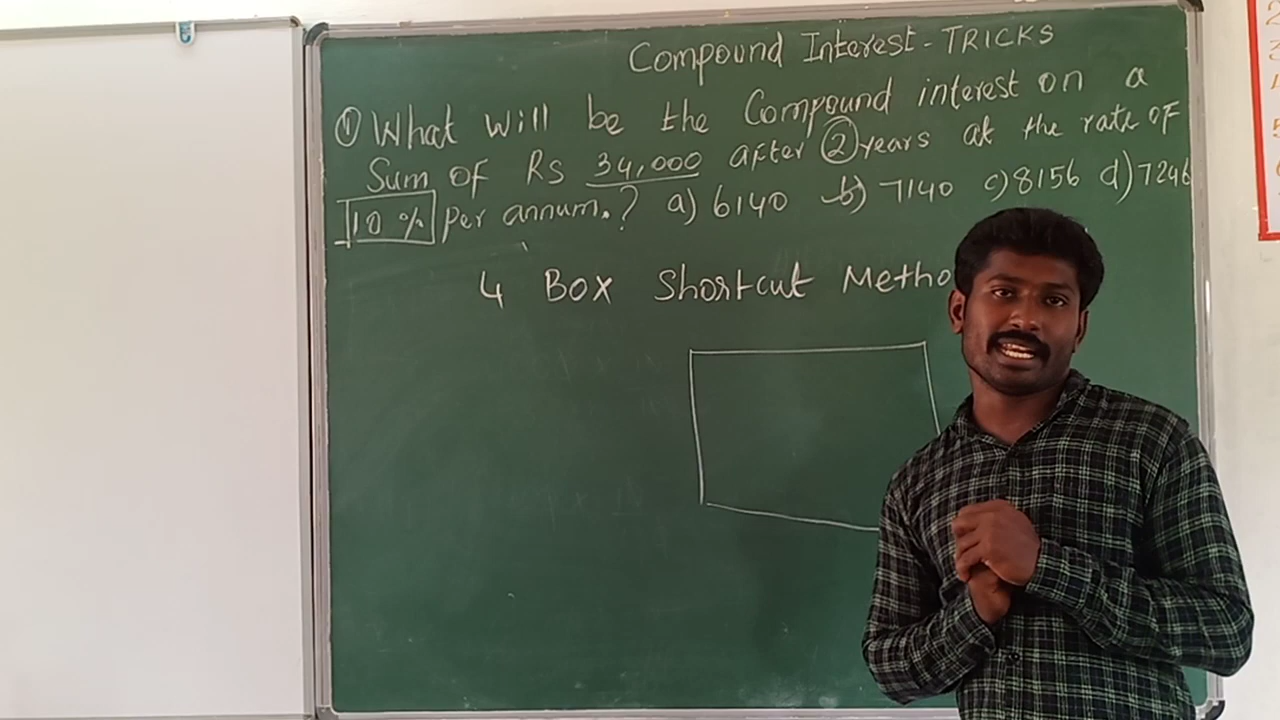 Compound Interest - TRICKS
① What will be the Compound interest on a
Sum of Rs 34,000 after ② years at the rate of
10 % per annum.? a) 6140 b) 7140 c) 8156 d) 7246
4 Box Shortcut Metho